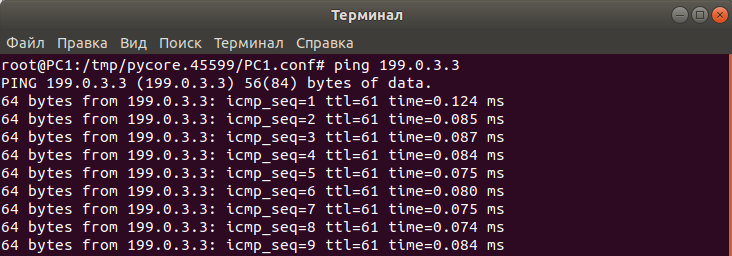 Терминал
Файл Правка Вид Поиск Терминал Справка
root@PC1:/tmp/pycore.45599/PC1.conf# ping 199.0.3.3
PING 199.0.3.3 (199.0.3.3) 56(84) bytes of data.
64 bytes from 199.0.3.3: icmp_seq=1 ttl=61 time=0.124 ms
64 bytes from 199.0.3.3: icmp_seq=2 ttl=61 time=0.085 ms
64 bytes from 199.0.3.3: icmp_seq=3 ttl=61 time=0.087 ms
64 bytes from 199.0.3.3: icmp_seq=4 ttl=61 time=0.084 ms
64 bytes from 199.0.3.3: icmp_seq=5 ttl=61 time=0.075 ms
64 bytes from 199.0.3.3: icmp_seq=6 ttl=61 time=0.080 ms
64 bytes from 199.0.3.3: icmp_seq=7 ttl=61 time=0.075 ms
64 bytes from 199.0.3.3: icmp_seq=8 ttl=61 time=0.074 ms
64 bytes from 199.0.3.3: icmp_seq=9 ttl=61 time=0.084 ms